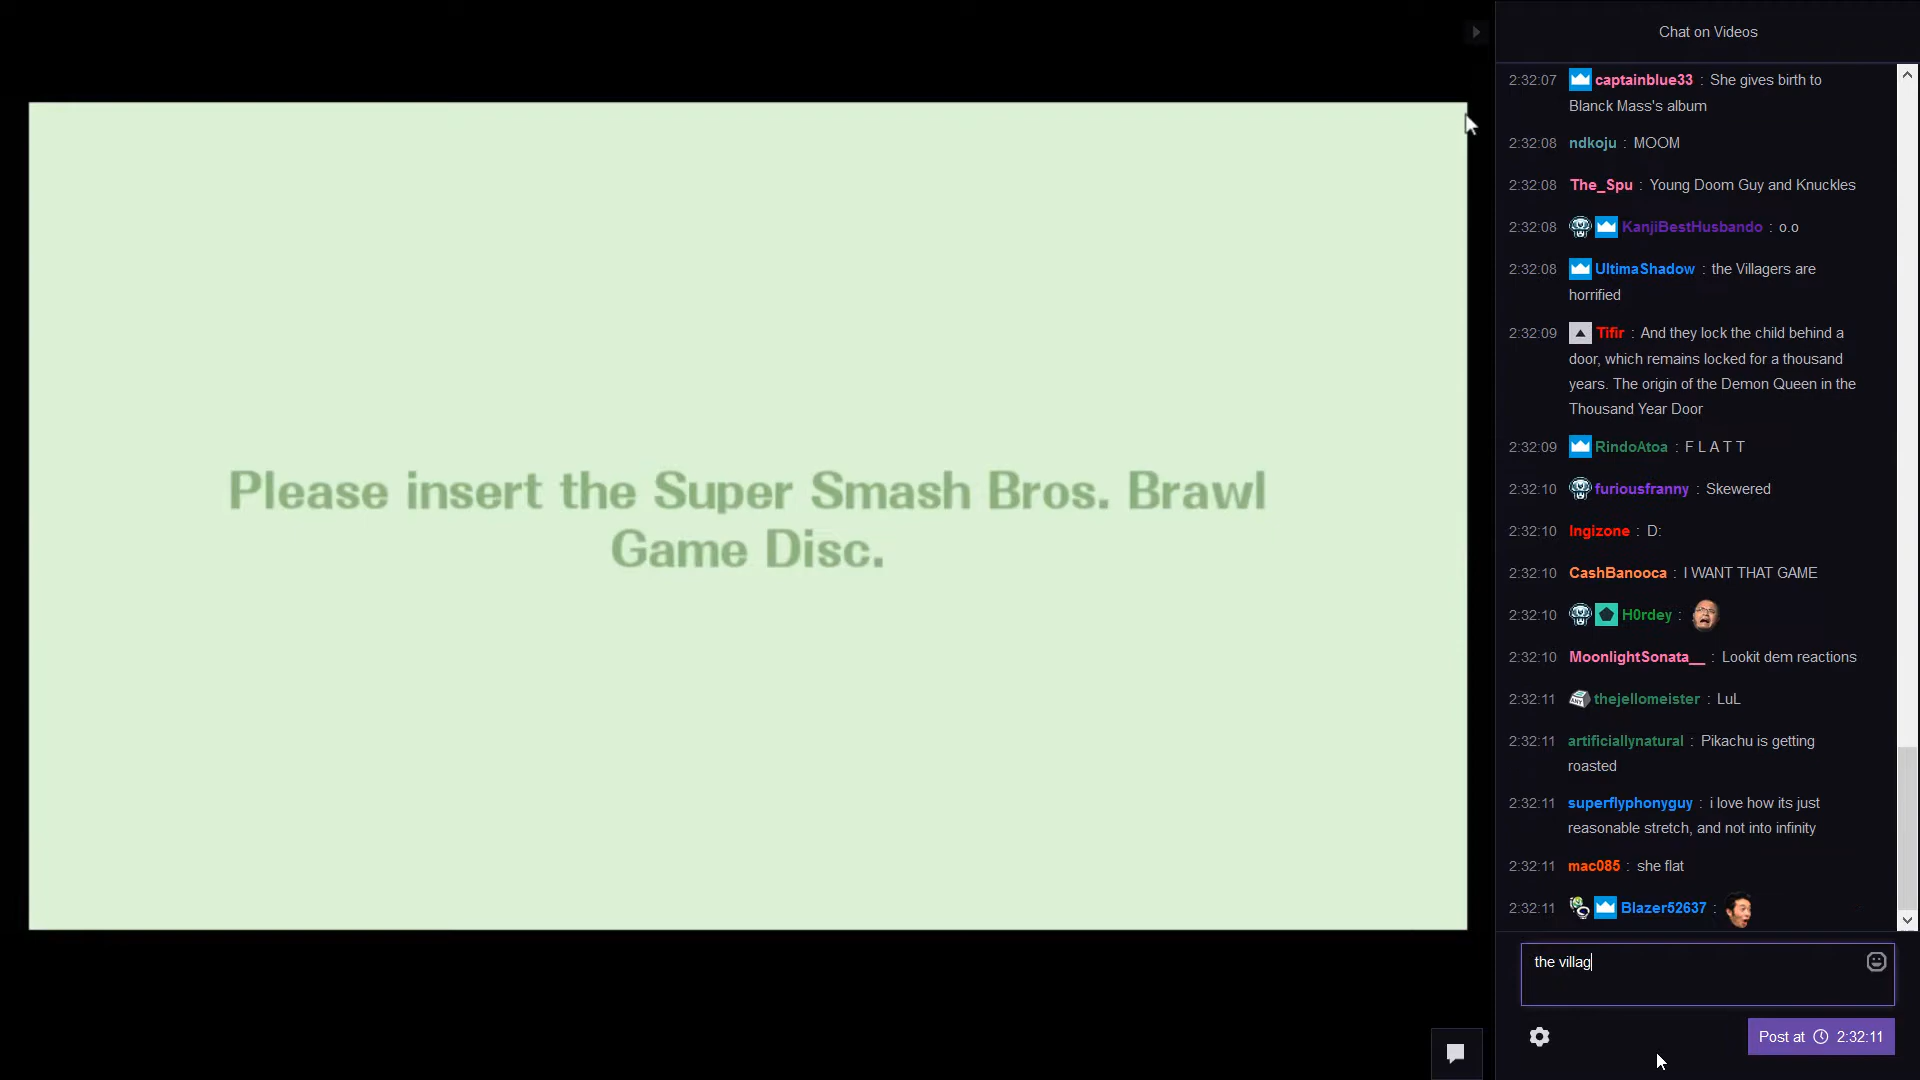 Chat on Videos
2:32:07 captainblue33 : She gives birth to
Blanck Mass's album
2:32:08 ndkoju : MOOM
2:32:08 The_Spu : Young Doom Guy and Knuckles
2:32:08 KanjiBestHusbando : o.o
2:32:08 UltimaShadow : the Villagers are
horrified
2:32:09 Tifir : And they lock the child behind a
door, which remains locked for a thousand
years. The origin of the Demon Queen in the
Thousand Year Door
2:32:09 RindoAtoa : F L A T T
2:32:10 furiousfranny : Skewered
2:32:10 Ingizone : D:
2:32:10 CashBanooca : I WANT THAT GAME
2:32:10 H0rdey :
2:32:10 MoonlightSonata__ : Lookit dem reactions
2:32:11 thejellomeister : LuL
2:32:11 artificiallynatural : Pikachu is getting
roasted
2:32:11 superflyphonyguy : i love how its just
reasonable stretch, and not into infinity
2:32:11 mac085 : she flat
2:32:11 Blazer52637 :
the villag
Post at 2:32:11
Please insert the Super Smash Bros. Brawl
Game Disc.